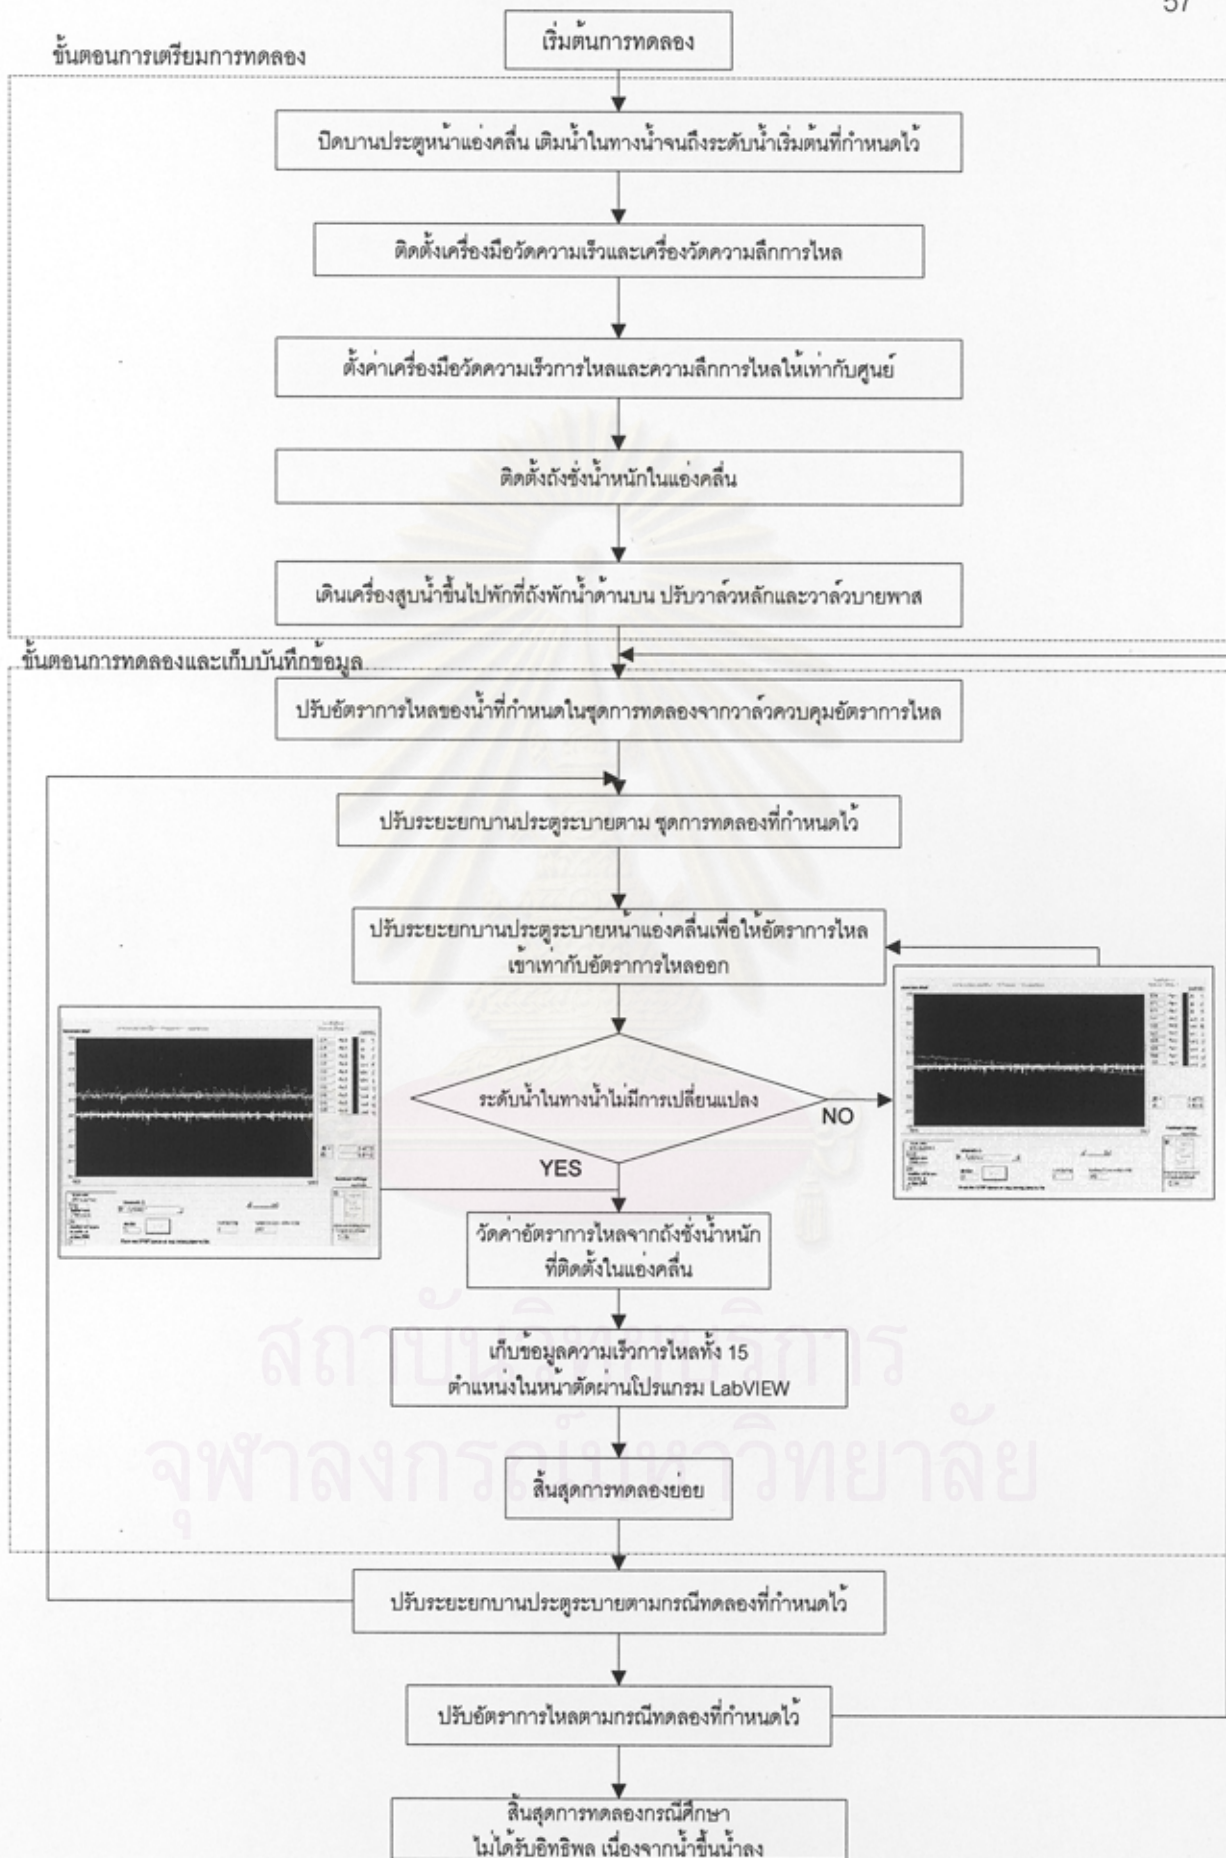 57
เริ่มต้นการทดลอง
ขั้นตอนการเตรียมการทดลอง
ปิดบานประตูหน้าแอ่งคลื่น เติมน้ำในทางน้ำจนถึงระดับน้ำเริ่มต้นที่กำหนดไว้
ติดตั้งเครื่องมือวัดความเร็วและเครื่องวัดความลึกการไหล
ตั้งค่าเครื่องมือวัดความเร็วการไหลและความลึกการไหลให้เท่ากับศูนย์
ติดตั้งถังชั่งน้ำหนักในแอ่งคลื่น
เดินเครื่องสูบน้ำขึ้นไปพักที่ถังพักน้ำด้านบน ปรับวาล์วหลักและวาล์วบายพาส
ขั้นตอนการทดลองและเก็บบันทึกข้อมูล
ปรับอัตราการไหลของน้ำที่กำหนดในชุดการทดลองจากวาล์วควบคุมอัตราการไหล
ปรับระยะยกบานประตูระบายตาม ชุดการทดลองที่กำหนดไว้
ปรับระยะยกบานประตูระบายหน้าแอ่งคลื่นเพื่อให้อัตราการไหล
เข้าเท่ากับอัตราการไหลออก
ระดับน้ำในทางน้ำไม่มีการเปลี่ยนแปลง
NO
YES
วัดค่าอัตราการไหลจากถังชั่งน้ำหนัก
ที่ติดตั้งในแอ่งคลื่น
เก็บข้อมูลความเร็วการไหลทั้ง 15
ตำแหน่งในหน้าตัดผ่านโปรแกรม LabVIEW
สถาบันวิทยบริการ
จุฬาลงกรณ์มหาวิทยาลัย
สิ้นสุดการทดลองย่อย
ปรับระยะยกบานประตูระบายตามกรณีทดลองที่กำหนดไว้
ปรับอัตราการไหลตามกรณีทดลองที่กำหนดไว้
สิ้นสุดการทดลองกรณีศึกษา
ไม่ได้รับอิทธิพล เนื่องจากน้ำขึ้นน้ำลง